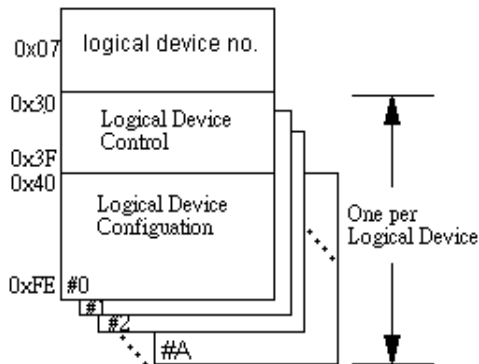 0x07
logical device no.
0x30
Logical Device
Control
0x3F
0x40
Logical Device
Configuation
One per
Logical Device
0xFE
#0
#1
#2
#A